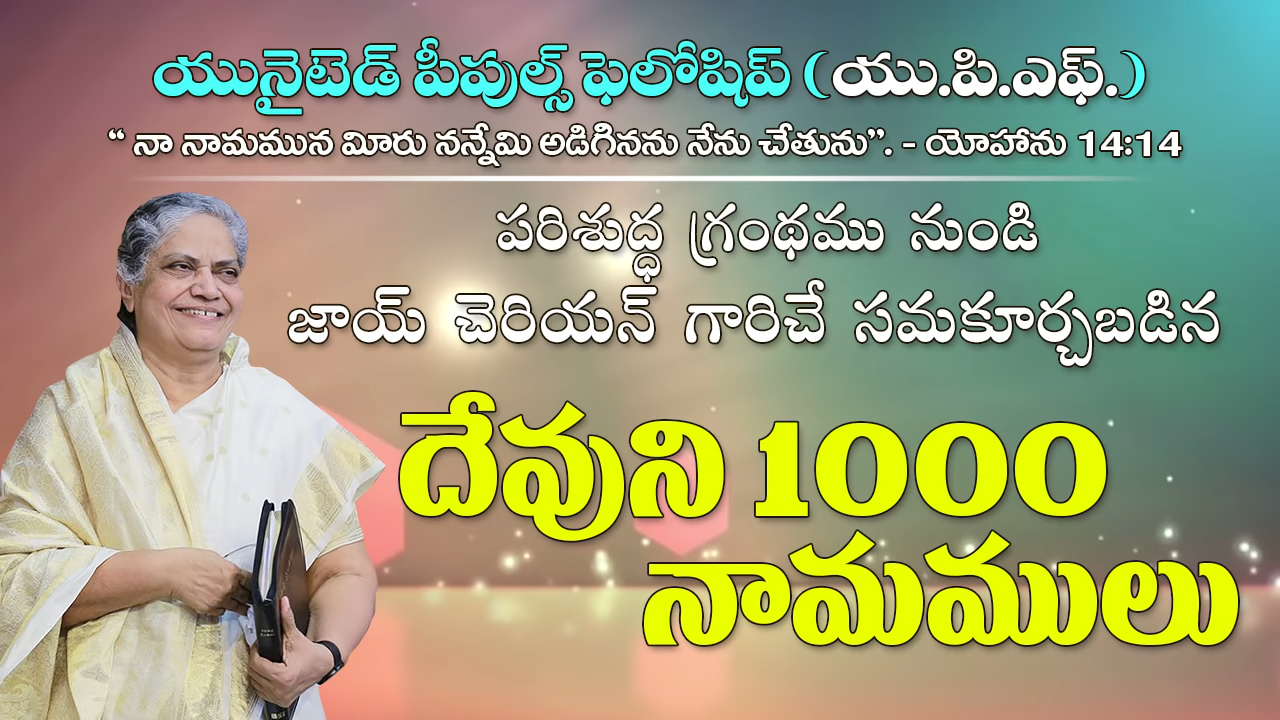 యునైటెడ్ పీపుల్స్ ఫెలోషిప్ (యు.పి.ఎఫ్.)
“ నా నామమున మీరు నన్నేమి అడిగినను నేను చేతును”. - యోహాను 14:14
పరిశుద్ధ గ్రంథము నుండి
జాయ్ చెరియన్ గారిచే సమకూర్చబడిన
దేవుని 1000
నామములు